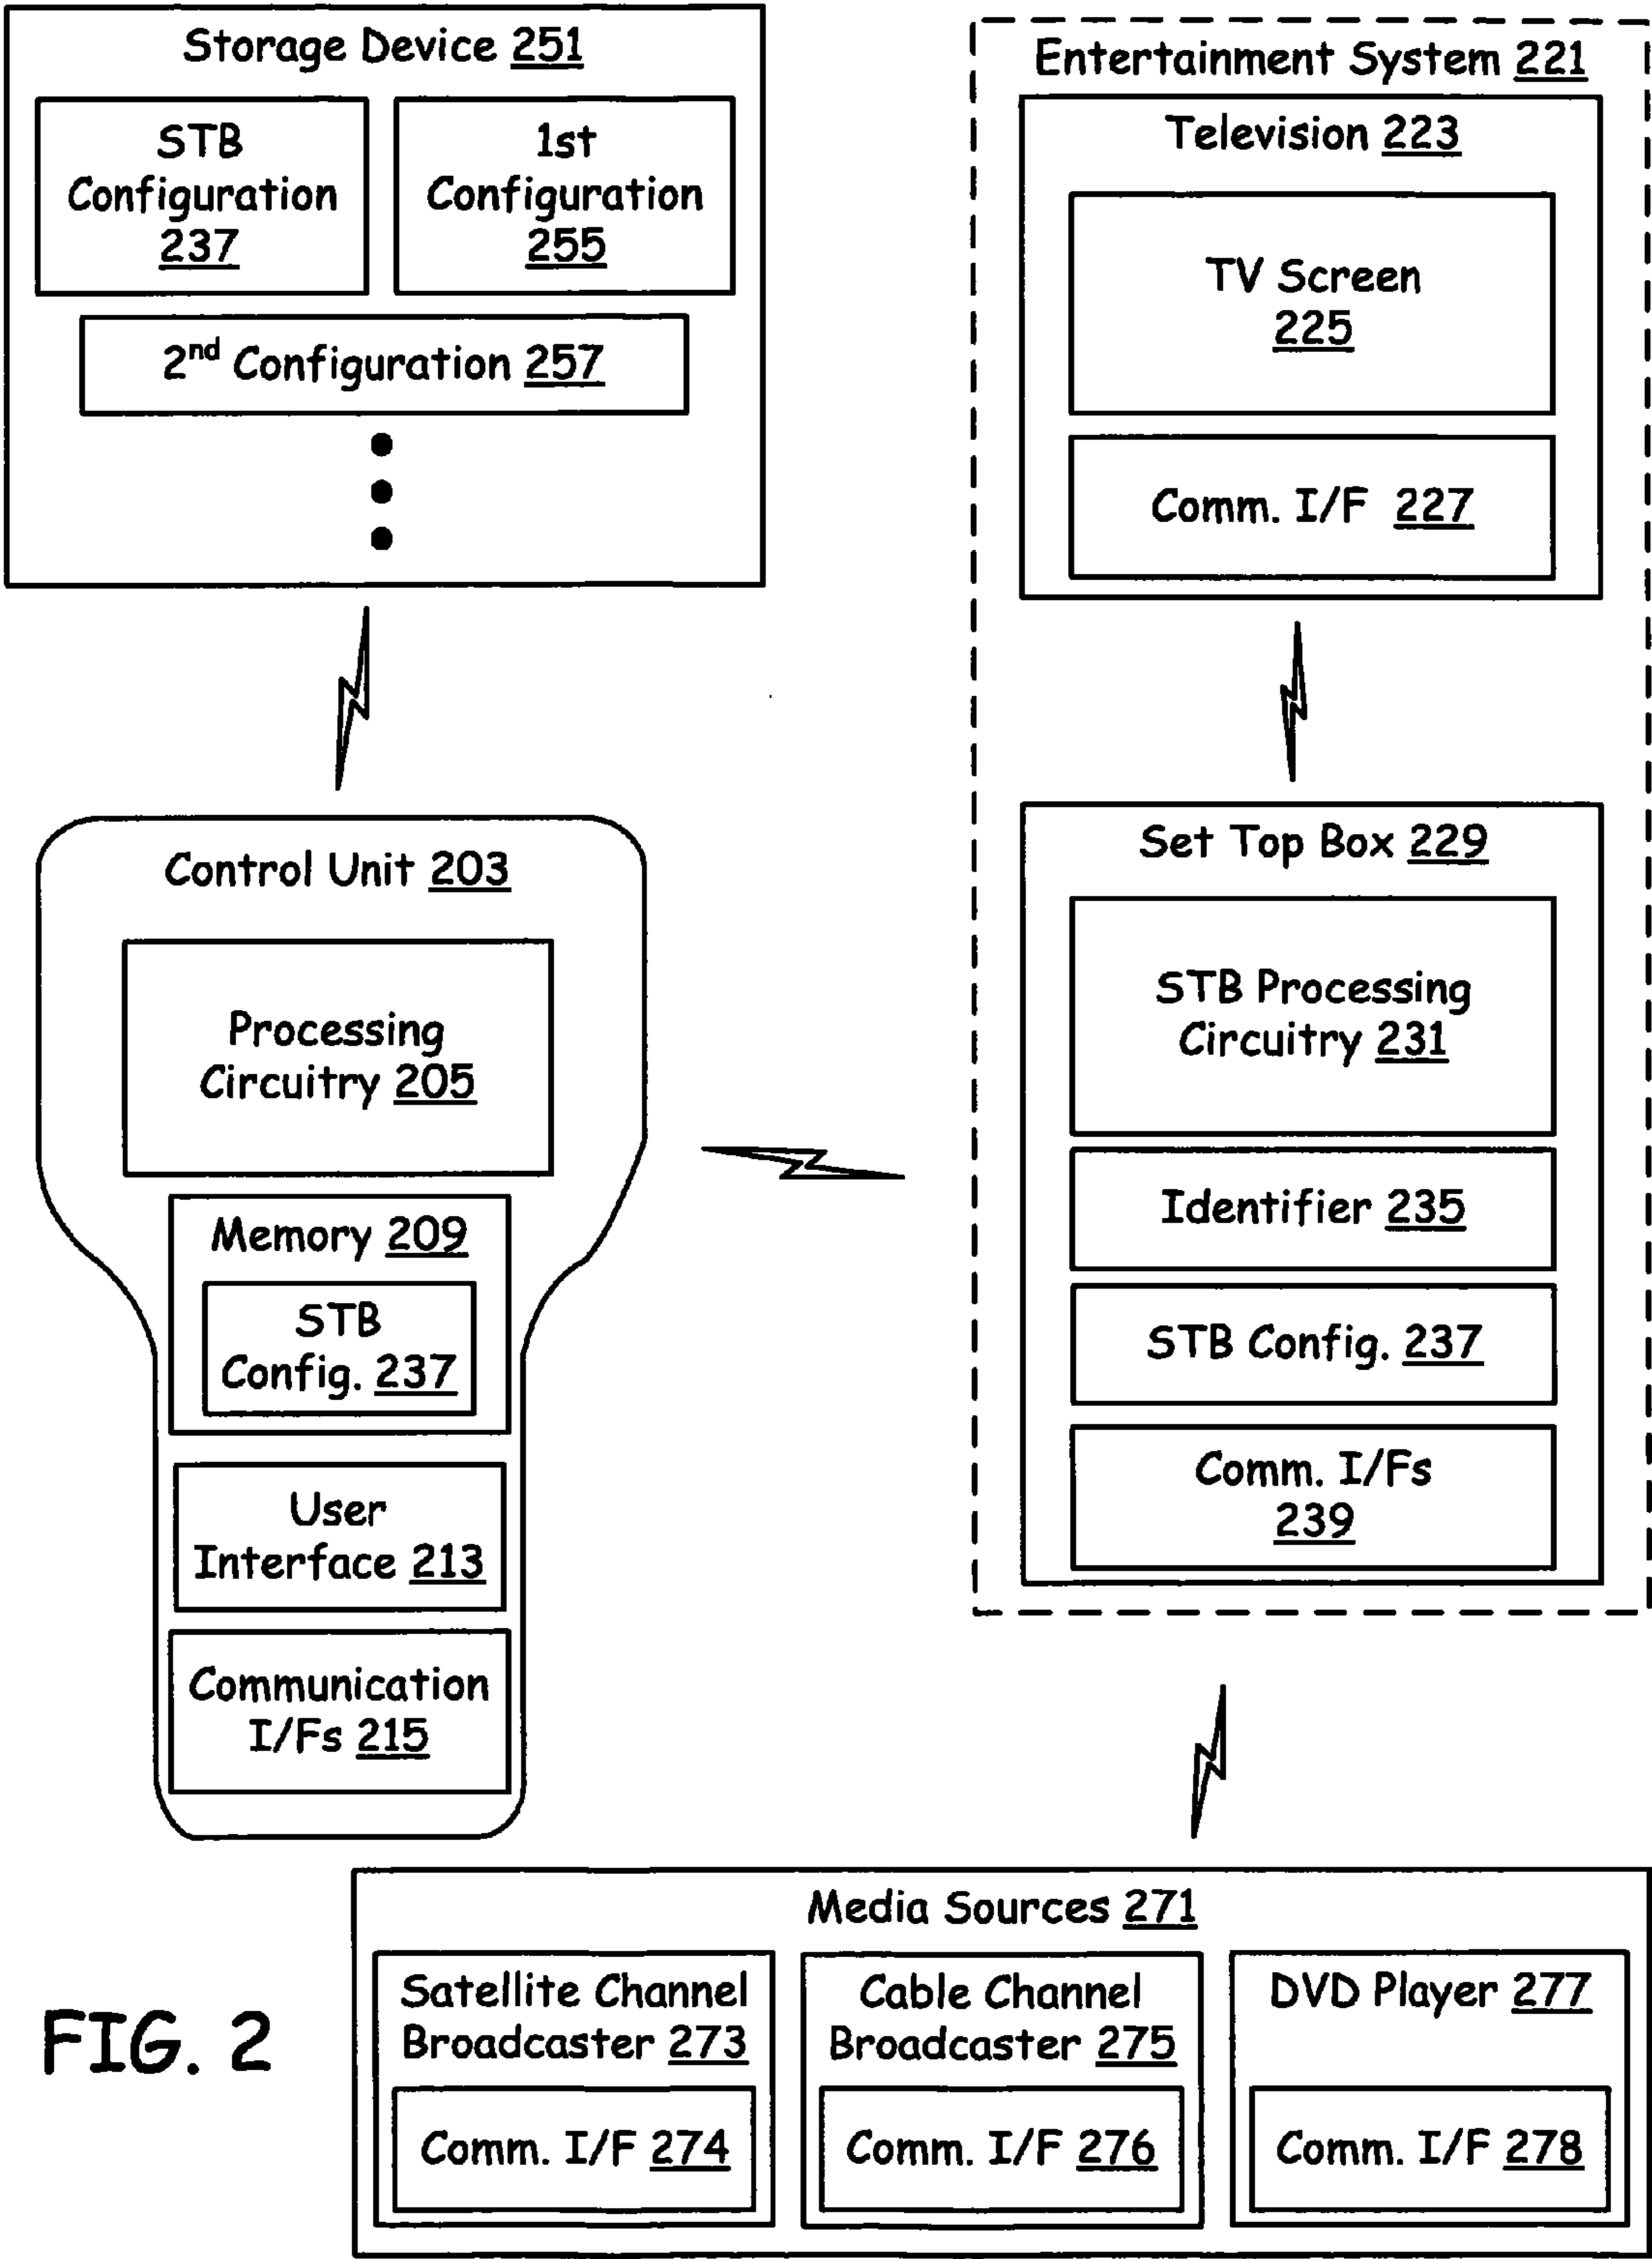 Storage Device 251
STB
Configuration
237
1st
Configuration
255
2nd Configuration 257
Entertainment System 221
Television 223
TV Screen
225
Comm. I/F 227
Control Unit 203
Processing
Circuitry 205
Memory 209
STB
Config. 237
User
Interface 213
Communication
I/Fs 215
Set Top Box 229
STB Processing
Circuitry 231
Identifier 235
STB Config. 237
Comm. I/Fs
239
Media Sources 271
Satellite Channel
Broadcaster 273
Comm. I/F 274
Cable Channel
Broadcaster 275
Comm. I/F 276
DVD Player 277
Comm. I/F 278
FIG. 2